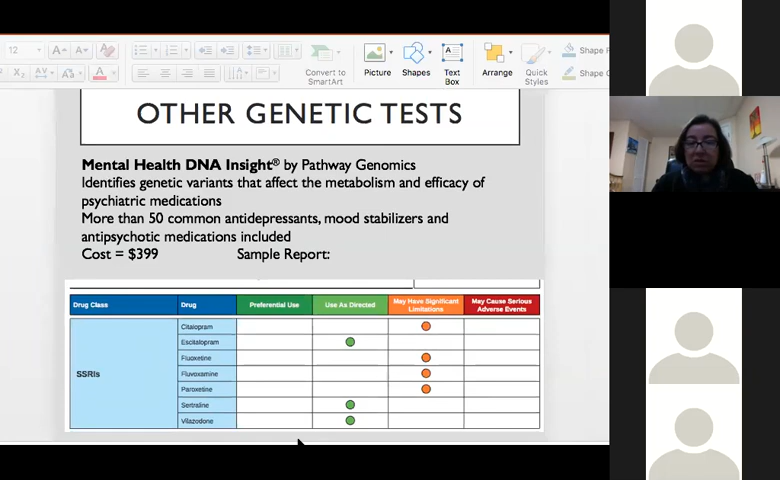 12
Convert to
SmartArt
Picture
Shapes
Text
Box
Arrange
Quick
Styles
Shape
Shape
OTHER GENETIC TESTS
Mental Health DNA Insight® by Pathway Genomics
Identifies genetic variants that affect the metabolism and efficacy of
psychiatric medications
More than 50 common antidepressants, mood stabilizers and
antipsychotic medications included
Cost = $399 Sample Report:
Drug Class Drug Preferential Use Use As Directed May Have Significant Limitations May Cause Serious Adverse Events
SSRIs
Citalopram
Escitalopram
Fluoxetine
Fluvoxamine
Paroxetine
Sertraline
Vilazodone